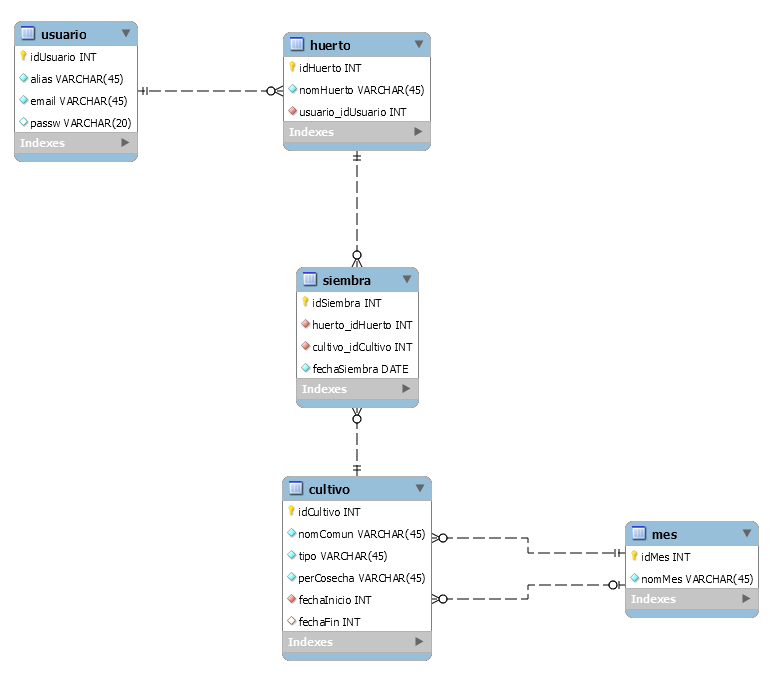 usuario
idUsuario INT
alias VARCHAR(45)
email VARCHAR(45)
passw VARCHAR(20)
Indexes
huerto
idHuerto INT
nomHuerto VARCHAR(45)
usuario_idUsuario INT
Indexes
siembra
idSiembra INT
huerto_idHuerto INT
cultivo_idCultivo INT
fechaSiembra DATE
Indexes
cultivo
idCultivo INT
nomComun VARCHAR(45)
tipo VARCHAR(45)
perCosecha VARCHAR(45)
fechaInicio INT
fechaFin INT
Indexes
mes
idMes INT
nomMes VARCHAR(45)
Indexes